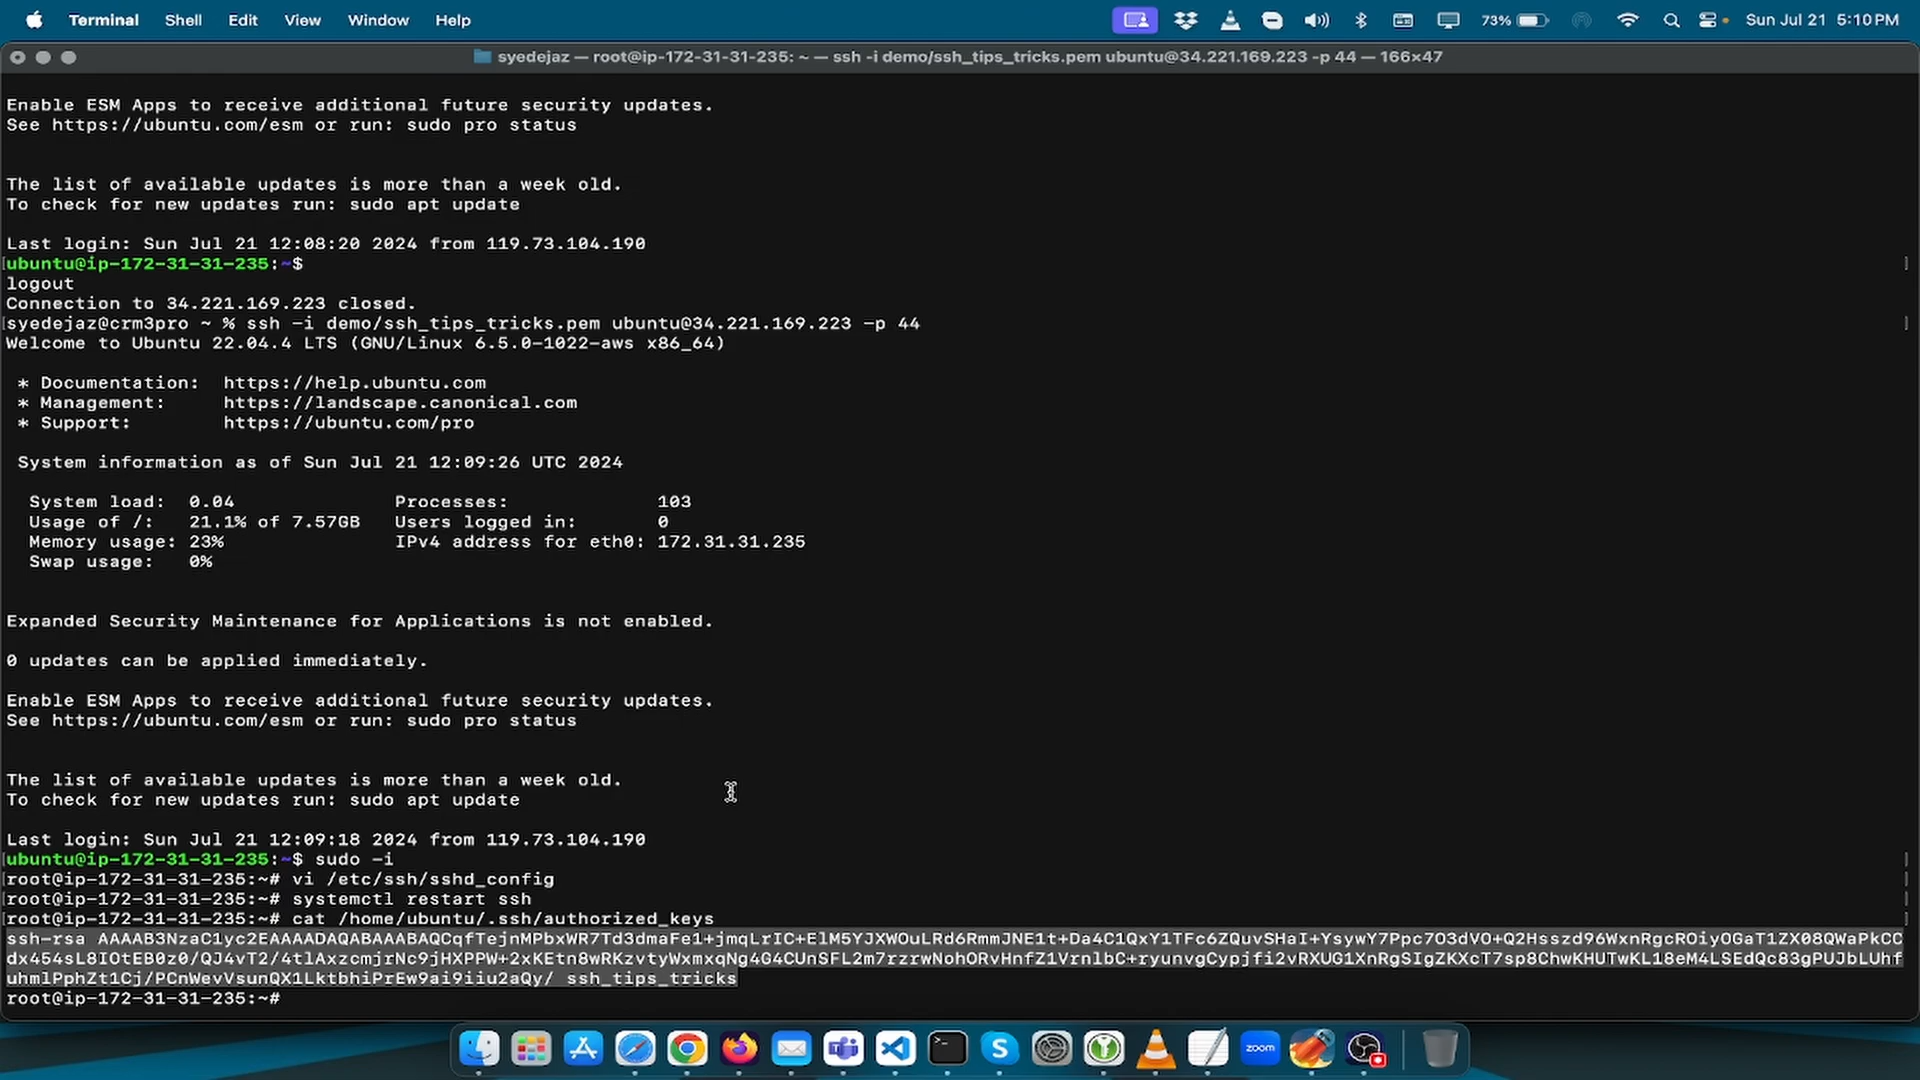 Terminal Shell Edit View Window Help 73% Sun Jul 21 5:10 PM
syedejaz — root@ip-172-31-31-235: ~ — ssh -i demo/ssh_tips_tricks.pem ubuntu@34.221.169.223 -p 44 — 166×47
Enable ESM Apps to receive additional future security updates.
See https://ubuntu.com/esm or run: sudo pro status
The list of available updates is more than a week old.
To check for new updates run: sudo apt update
Last login: Sun Jul 21 12:08:20 2024 from 119.73.104.190
ubuntu@ip-172-31-31-235:~$
logout
Connection to 34.221.169.223 closed.
syedejaz@crm3pro ~ % ssh -i demo/ssh_tips_tricks.pem ubuntu@34.221.169.223 -p 44
Welcome to Ubuntu 22.04.4 LTS (GNU/Linux 6.5.0-1022-aws x86_64)
* Documentation: https://help.ubuntu.com
* Management: https://landscape.canonical.com
* Support: https://ubuntu.com/pro
System information as of Sun Jul 21 12:09:26 UTC 2024
System load: 0.04 Processes: 103
Usage of /: 21.1% of 7.57GB Users logged in: 0
Memory usage: 23% IPv4 address for eth0: 172.31.31.235
Swap usage: 0%
Expanded Security Maintenance for Applications is not enabled.
0 updates can be applied immediately.
Enable ESM Apps to receive additional future security updates.
See https://ubuntu.com/esm or run: sudo pro status
The list of available updates is more than a week old.
To check for new updates run: sudo apt update
Last login: Sun Jul 21 12:09:18 2024 from 119.73.104.190
ubuntu@ip-172-31-31-235:~$ sudo -i
root@ip-172-31-31-235:~# vi /etc/ssh/sshd_config
root@ip-172-31-31-235:~# systemctl restart ssh
root@ip-172-31-31-235:~# cat /home/ubuntu/.ssh/authorized_keys
ssh-rsa AAAAB3NzaC1yc2EAAAADAQABAAABAQCqfTejnMPbxWR7Td3dmaFe1+jmqLrIC+ElM5YJXWOuLRd6RmmJNE1t+Da4C1QxY1TFc6ZQuvSHaI+YsywY7Ppc7O3dVO+Q2Hsszd96WxnRgcROiyOGaT1ZX08QWaPkCC
dx454sL8IOtEB0z0/QJ4vT2/4tlAxzcmjrNc9jHXPPW+2xKEtn8wRKzvtyWxmxqNg4G4CUnSFL2m7rzrwNohORvHnfZ1VrnlbC+ryunvgCypjfi2vRXUG1XnRgSIgZKXcT7sp8ChwKHUTwKL18eM4LSEdQc83gPUJbLUhf
uhmlPphZt1Cj/PCnWevVsunQX1LktbhiPrEw9ai9iiu2aQy/ ssh_tips_tricks
root@ip-172-31-31-235:~#
zoom